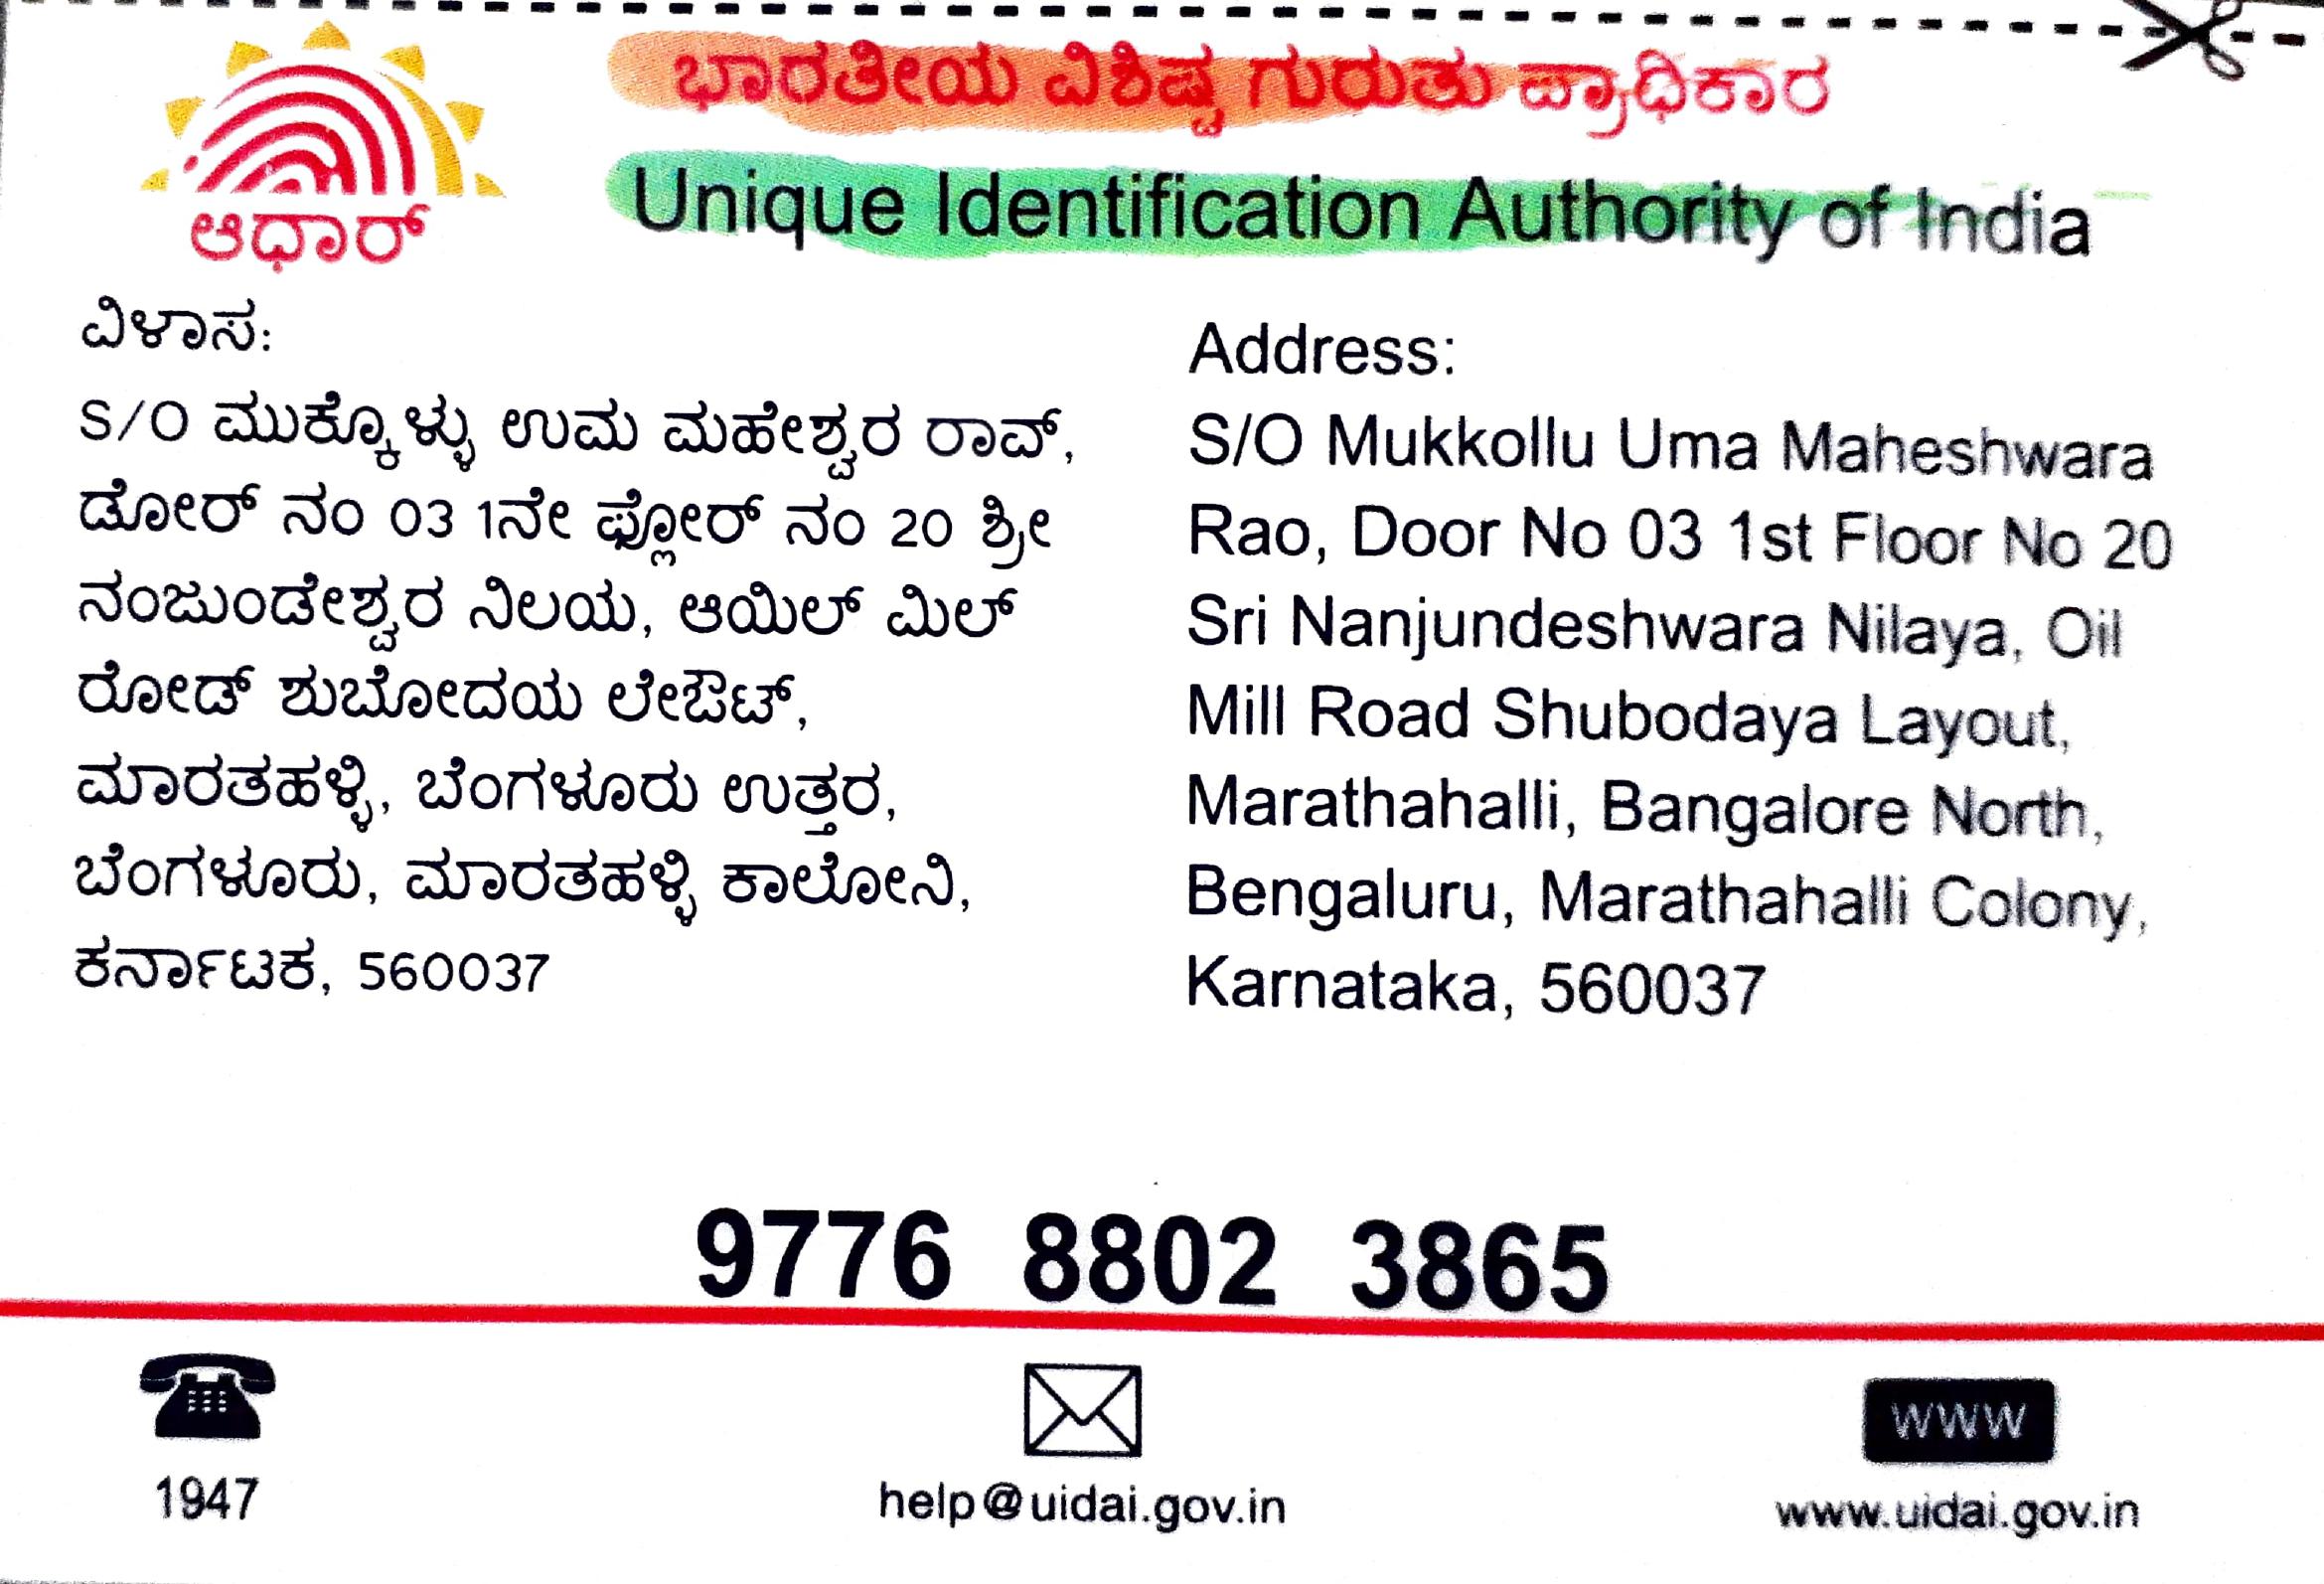 ಭಾರತೀಯ ವಿಶಿಷ್ಟ ಗುರುತು ಪ್ರಾಧಿಕಾರ
ಆಧಾರ್
Unique Identification Authority of India
ವಿಳಾಸ:
S/O ಮುಕ್ಕೊಳ್ಳು ಉಮ ಮಹೇಶ್ವರ ರಾವ್,
ಡೋರ್ ನಂ 03 1ನೇ ಫ್ಲೋರ್ ನಂ 20 ಶ್ರೀ
ನಂಜುಂಡೇಶ್ವರ ನಿಲಯ, ಆಯಿಲ್ ಮಿಲ್
ರೋಡ್ ಶುಬೋದಯ ಲೇಔಟ್,
ಮಾರತಹಳ್ಳಿ, ಬೆಂಗಳೂರು ಉತ್ತರ,
ಬೆಂಗಳೂರು, ಮಾರತಹಳ್ಳಿ ಕಾಲೋನಿ,
ಕರ್ನಾಟಕ, 560037
Address:
S/O Mukkollu Uma Maheshwara
Rao, Door No 03 1st Floor No 20
Sri Nanjundeshwara Nilaya, Oil
Mill Road Shubodaya Layout,
Marathahalli, Bangalore North,
Bengaluru, Marathahalli Colony,
Karnataka, 560037
9776 8802 3865
WWW
1947
help@uidai.gov.in
www.uidai.gov.in